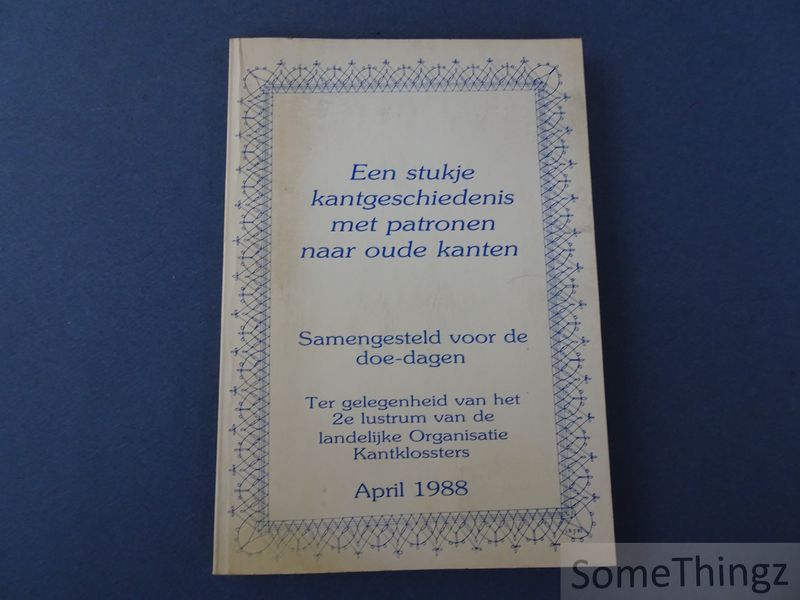 Een stukje
kantgeschiedenis
met patronen
naar oude kanten
Samengesteld voor de
doe-dagen
Ter gelegenheid van het
2e lustrum van de
landelijke Organisatie
Kantklossters
April 1988
SomeThingz